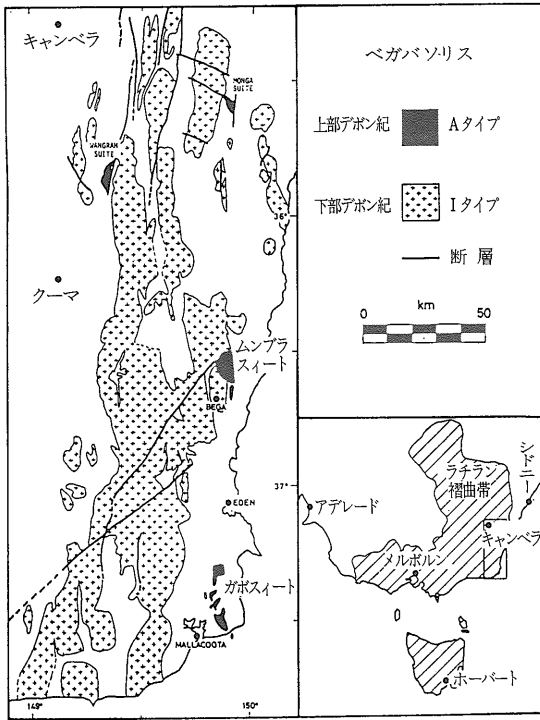 キャンベラ
MONGA
SUITE
WANGRAH
SUITE
36°
クーマ
ムンブラ
スィート
BEGA
37°
EDEN
ガボスィート
MALLACOOTA
149°
150°
ベガバソリス
上部デボン紀 Aタイプ
下部デボン紀 Iタイプ
断層
km
0 50
シドニー
ラチラン
褶曲帯
アデレード
キャンベラ
メルボルン
ホーバート